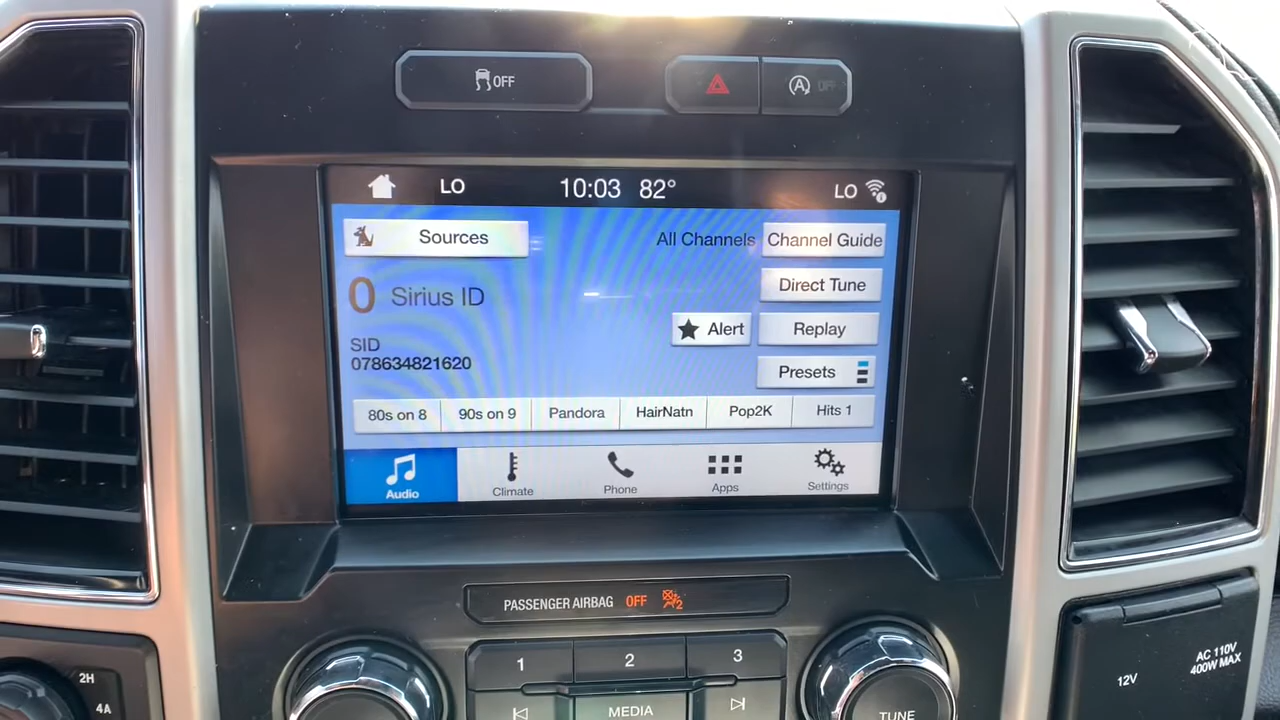 OFF
A OFF
LO 10:03 82° LO
Sources All Channels Channel Guide
0 Sirius ID
Direct Tune
Alert Replay
SID
078634821620
Presets
80s on 8 90s on 9 Pandora HairNatn Pop2K Hits 1
Audio Climate Phone Apps Settings
PASSENGER AIRBAG OFF 2
1 2 3
MEDIA
TUNE
2H
4A
12V
AC 110V
400W MAX